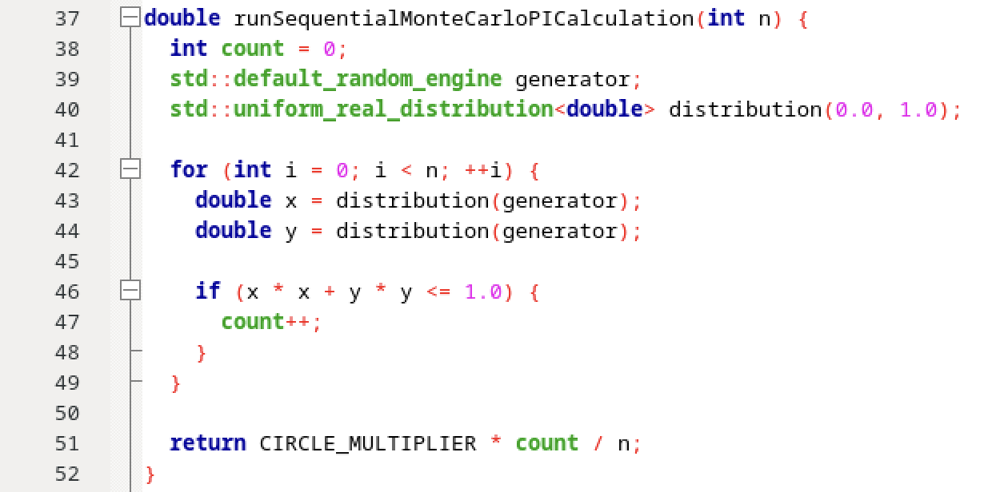 37 double runSequentialMonteCarloPICalculation(int n) {
38   int count = 0;
39   std::default_random_engine generator;
40   std::uniform_real_distribution<double> distribution(0.0, 1.0);
41
42   for (int i = 0; i < n; ++i) {
43     double x = distribution(generator);
44     double y = distribution(generator);
45
46     if (x * x + y * y <= 1.0) {
47       count++;
48     }
49   }
50
51   return CIRCLE_MULTIPLIER * count / n;
52 }